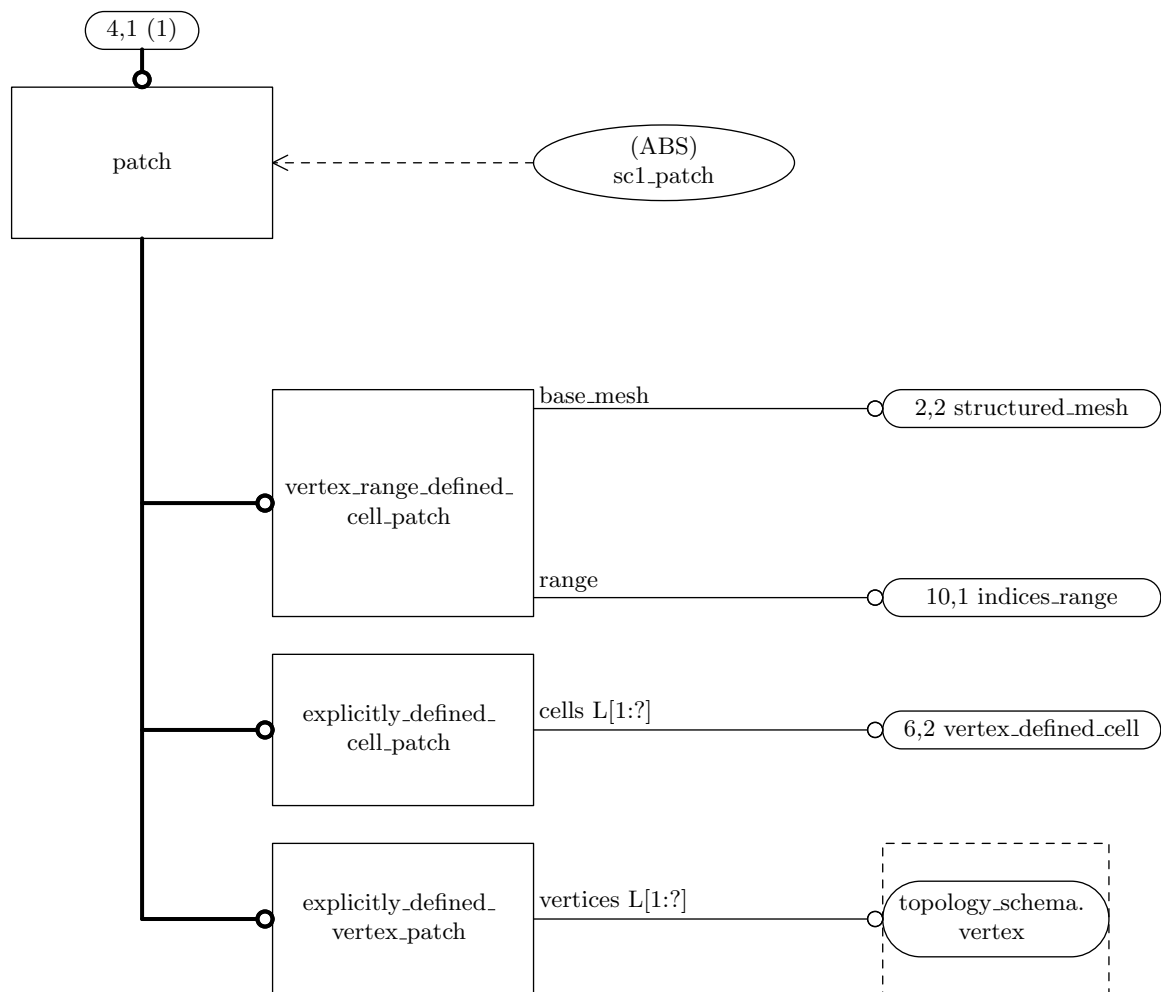 4,1 (1)
patch
(ABS)
sc1_patch
base_mesh
2,2 structured_mesh
vertex_range_defined_
cell_patch
range
10,1 indices_range
cells L[1:?]
explicitly_defined_
cell_patch
6,2 vertex_defined_cell
vertices L[1:?]
explicitly_defined_
vertex_patch
topology_schema.
vertex